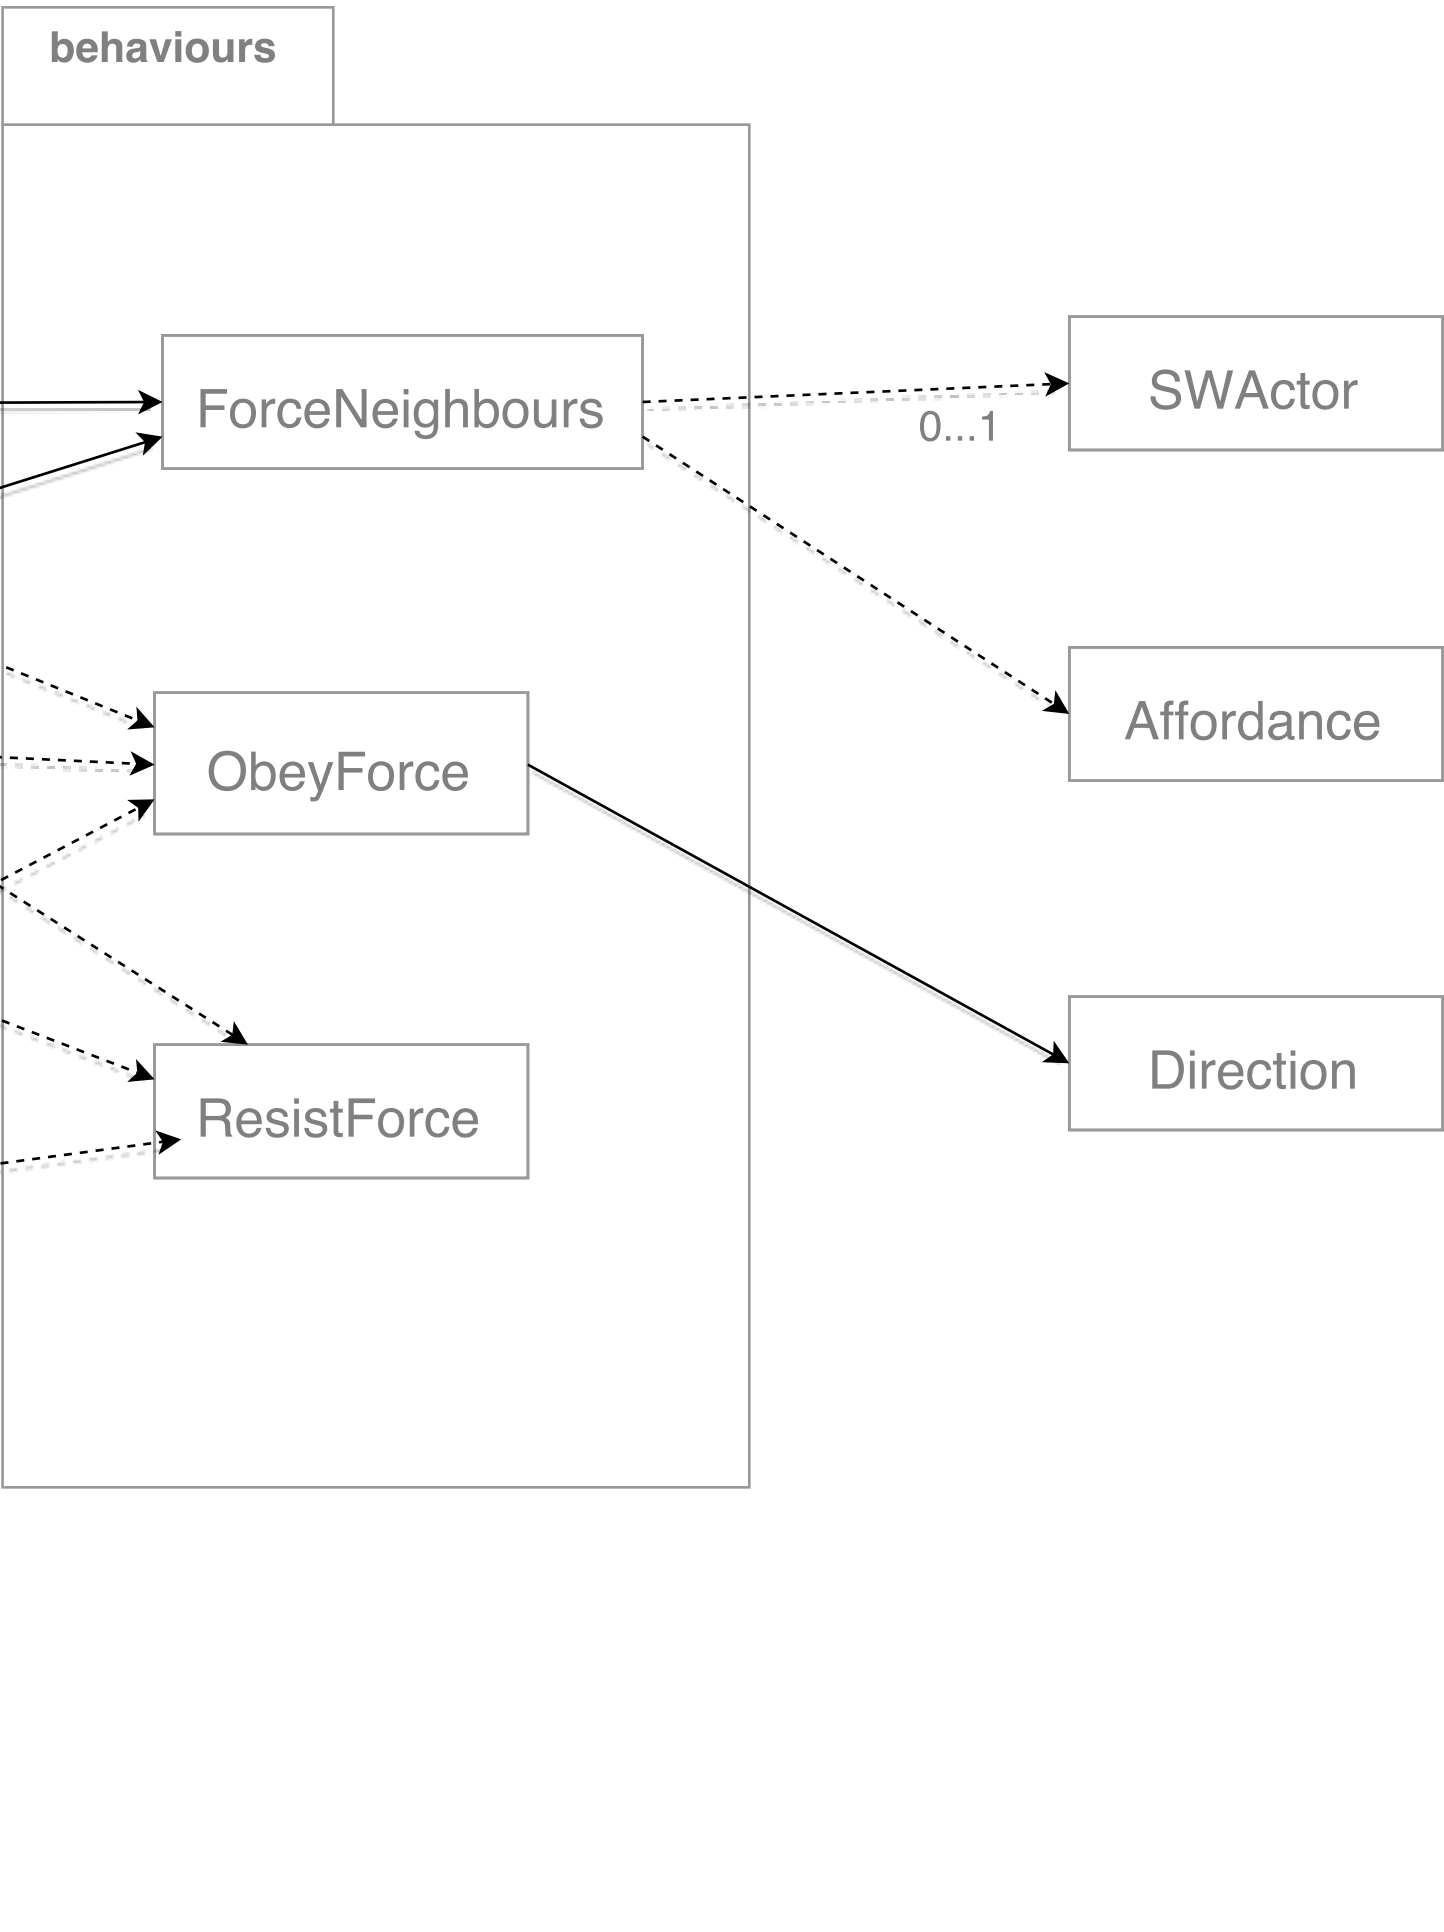 behaviours
ForceNeighbours
SWActor
0...1
Affordance
ObeyForce
Direction
ResistForce